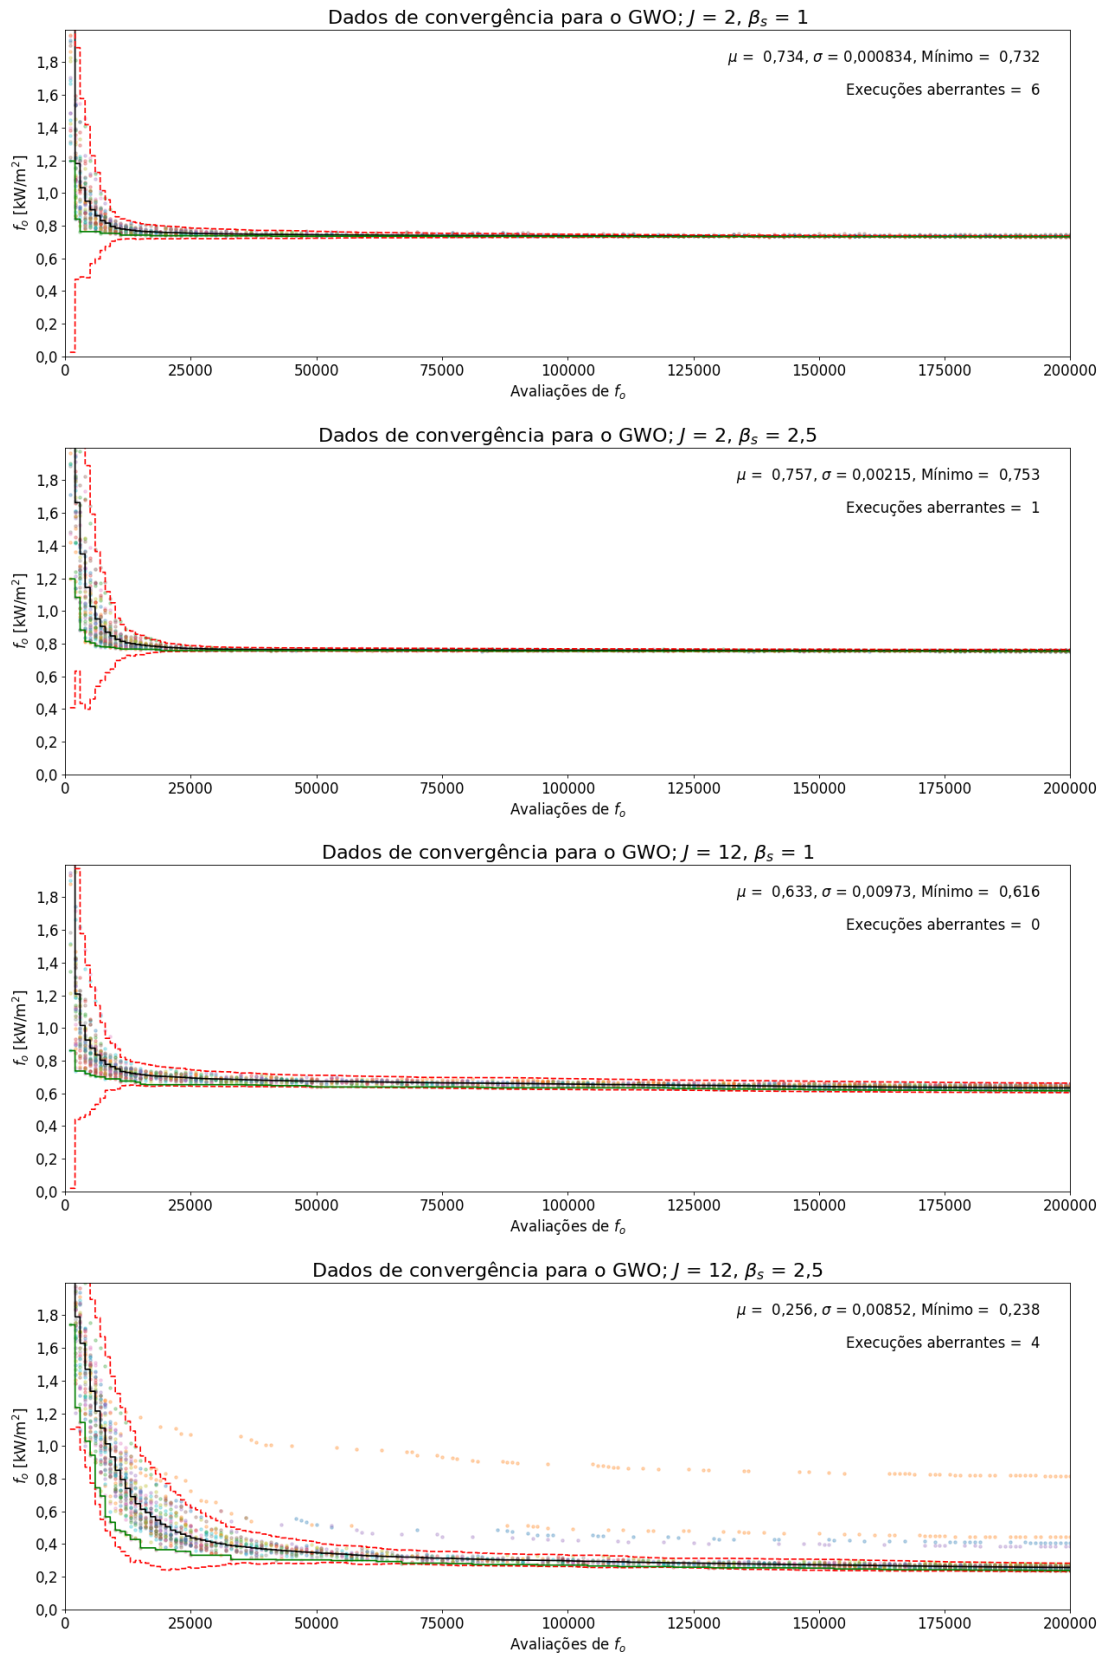 Dados de convergência para o GWO; J = 2, βs = 1
μ = 0,734, σ = 0,000834, Mínimo = 0,732
Execuções aberrantes = 6
fo [kW/m²]
1,8
1,6
1,4
1,2
1,0
0,8
0,6
0,4
0,2
0,0
0 25000 50000 75000 100000 125000 150000 175000 200000
Avaliações de fo
Dados de convergência para o GWO; J = 2, βs = 2,5
μ = 0,757, σ = 0,00215, Mínimo = 0,753
Execuções aberrantes = 1
fo [kW/m²]
1,8
1,6
1,4
1,2
1,0
0,8
0,6
0,4
0,2
0,0
0 25000 50000 75000 100000 125000 150000 175000 200000
Avaliações de fo
Dados de convergência para o GWO; J = 12, βs = 1
μ = 0,633, σ = 0,00973, Mínimo = 0,616
Execuções aberrantes = 0
fo [kW/m²]
1,8
1,6
1,4
1,2
1,0
0,8
0,6
0,4
0,2
0,0
0 25000 50000 75000 100000 125000 150000 175000 200000
Avaliações de fo
Dados de convergência para o GWO; J = 12, βs = 2,5
μ = 0,256, σ = 0,00852, Mínimo = 0,238
Execuções aberrantes = 4
fo [kW/m²]
1,8
1,6
1,4
1,2
1,0
0,8
0,6
0,4
0,2
0,0
0 25000 50000 75000 100000 125000 150000 175000 200000
Avaliações de fo